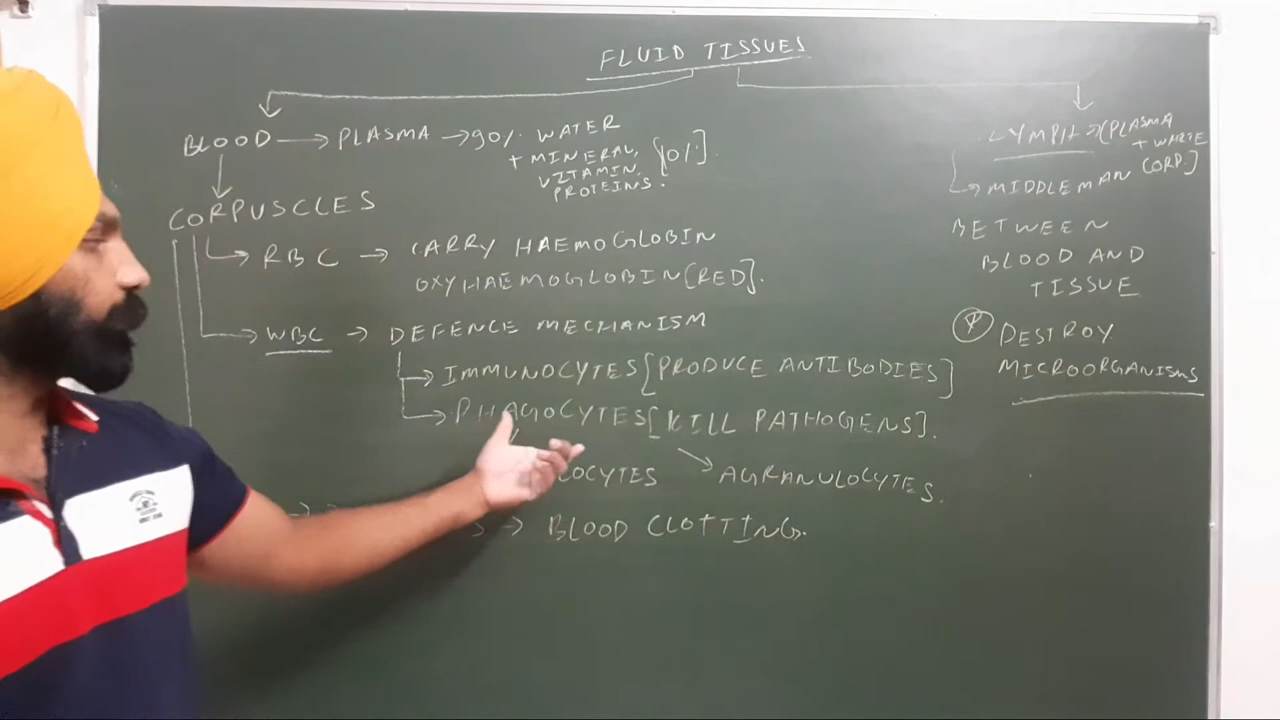 FLUID TISSUES
BLOOD → PLASMA → 90% WATER
+ MINERAL,
VITAMIN,
PROTEINS.
{10%].
CORPUSCLES
RBC → CARRY HAEMOGLOBIN
OXYHAEMOGLOBIN[RED].
WBC → DEFENCE MECHANISM
IMMUNOCYTES[PRODUCE ANTIBODIES]
PHAGOCYTES[KILL PATHOGENS].
LOCYTES AGRANULOCYTES.
S → BLOOD CLOTTING.
LYMPH → (PLASMA
+ WHITE
CORP.]
MIDDLEMAN
BETWEEN
BLOOD AND
TISSUE
DESTROY
MICROORGANISMS